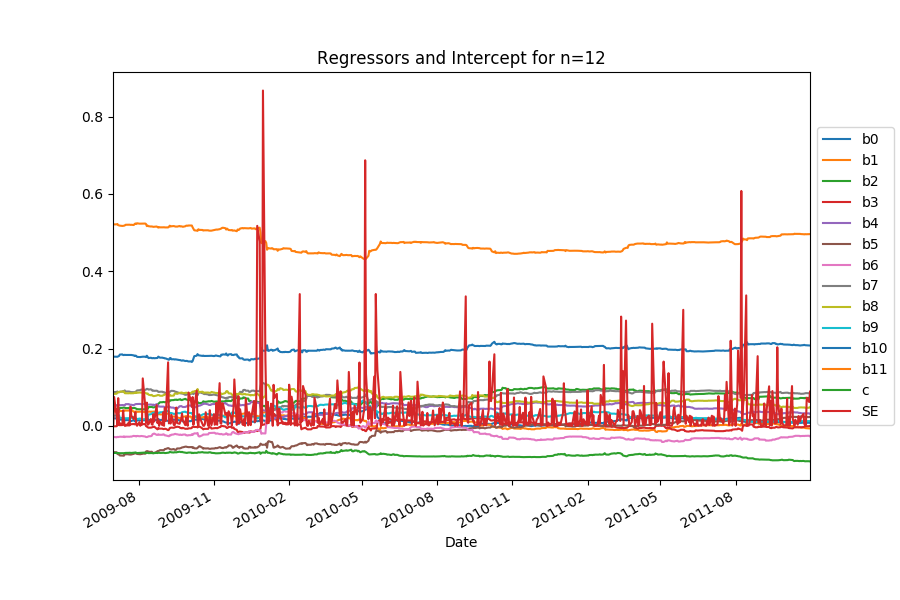 Regressors and Intercept for n=12
0.8
0.6
0.4
0.2
0.0
2009-08
2009-11
2010-02
2010-05
2010-08
2010-11
2011-02
2011-05
2011-08
Date
b0
b1
b2
b3
b4
b5
b6
b7
b8
b9
b10
b11
c
SE